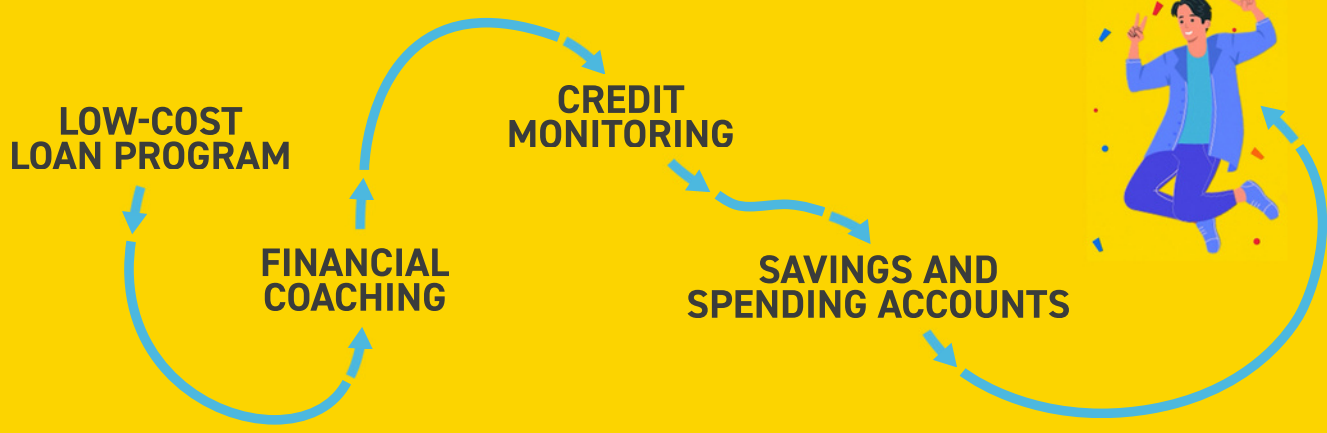 LOW-COST
LOAN PROGRAM
FINANCIAL
COACHING
CREDIT
MONITORING
SAVINGS AND
SPENDING ACCOUNTS